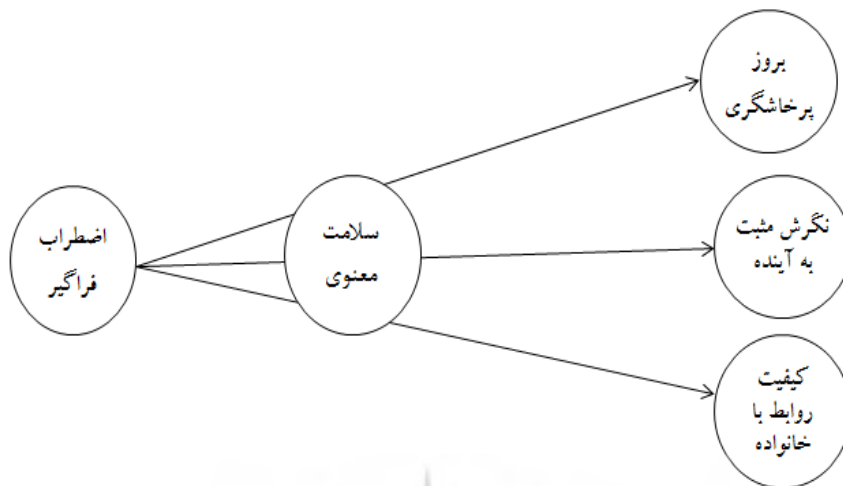 بروز
پرخاشگری
سلامت
معنوی
اضطراب
فراگیر
نگرش مثبت
به آینده
کیفیت
روابط با
خانواده